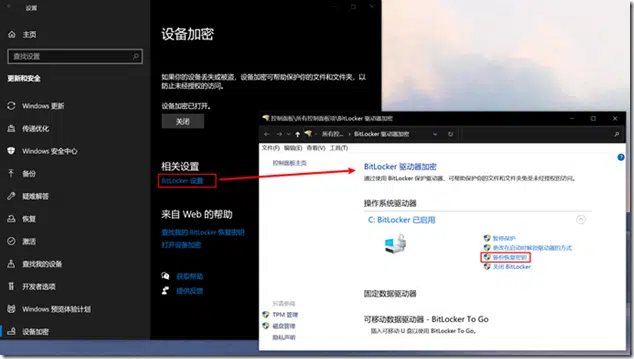 设置
主页
查找设置
更新和安全
Windows 更新
传递优化
Windows 安全中心
备份
疑难解答
恢复
激活
查找我的设备
开发者选项
Windows 预览体验计划
设备加密
设备加密
如果你的设备丢失或被盗，设备加密可帮助保护你的文件和文件夹，以
防止未经授权的访问。
设备加密已打开。
关闭
相关设置
BitLocker 设置
来自 Web 的帮助
查找我的 BitLocker 恢复密钥
打开设备加密
获取帮助
提供反馈
控制面板\所有控制面板项\BitLocker 驱动器加密
所有控... › BitLocker 驱动器加密
文件(F) 编辑(E) 查看(V) 工具(T)
控制面板主页
BitLocker 驱动器加密
通过使用 BitLocker 保护驱动器，可帮助保护你的文件和文件夹免受未经授权的访问。
操作系统驱动器
C: BitLocker 已启用
暂停保护
更改在启动时解锁驱动器的方式
备份恢复密钥
关闭 BitLocker
固定数据驱动器
可移动数据驱动器 - BitLocker To Go
插入可移动 U 盘以使用 BitLocker To Go。
另请参阅
TPM 管理
磁盘管理
隐私声明